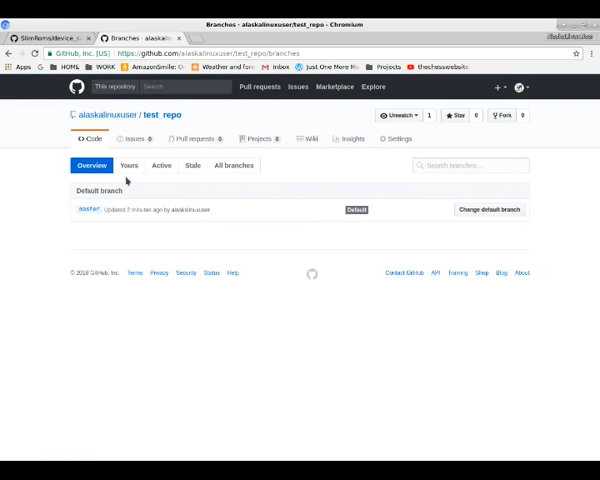 Branches - alaskalinuxuser/test_repo - Chromium
SlimRoms/device_s
Branches · alaskalin
AlaskaLinuxUser
GitHub, Inc. [US]
https://github.com/alaskalinuxuser/test_repo/branches
Apps HOME WORK AmazonSmile: Weather and for Inbox Just One More Mo Projects thechesswebsite
This repository Search Pull requests Issues Marketplace Explore
alaskalinuxuser / test_repo
Unwatch 1 Star 0 Fork 0
Code Issues 0 Pull requests 0 Projects 0 Wiki Insights Settings
Overview Yours Active Stale All branches
Search branches...
Default branch
master Updated 2 minutes ago by alaskalinuxuser Default Change default branch
© 2018 GitHub, Inc. Terms Privacy Security Status Help
Contact GitHub API Training Shop Blog About